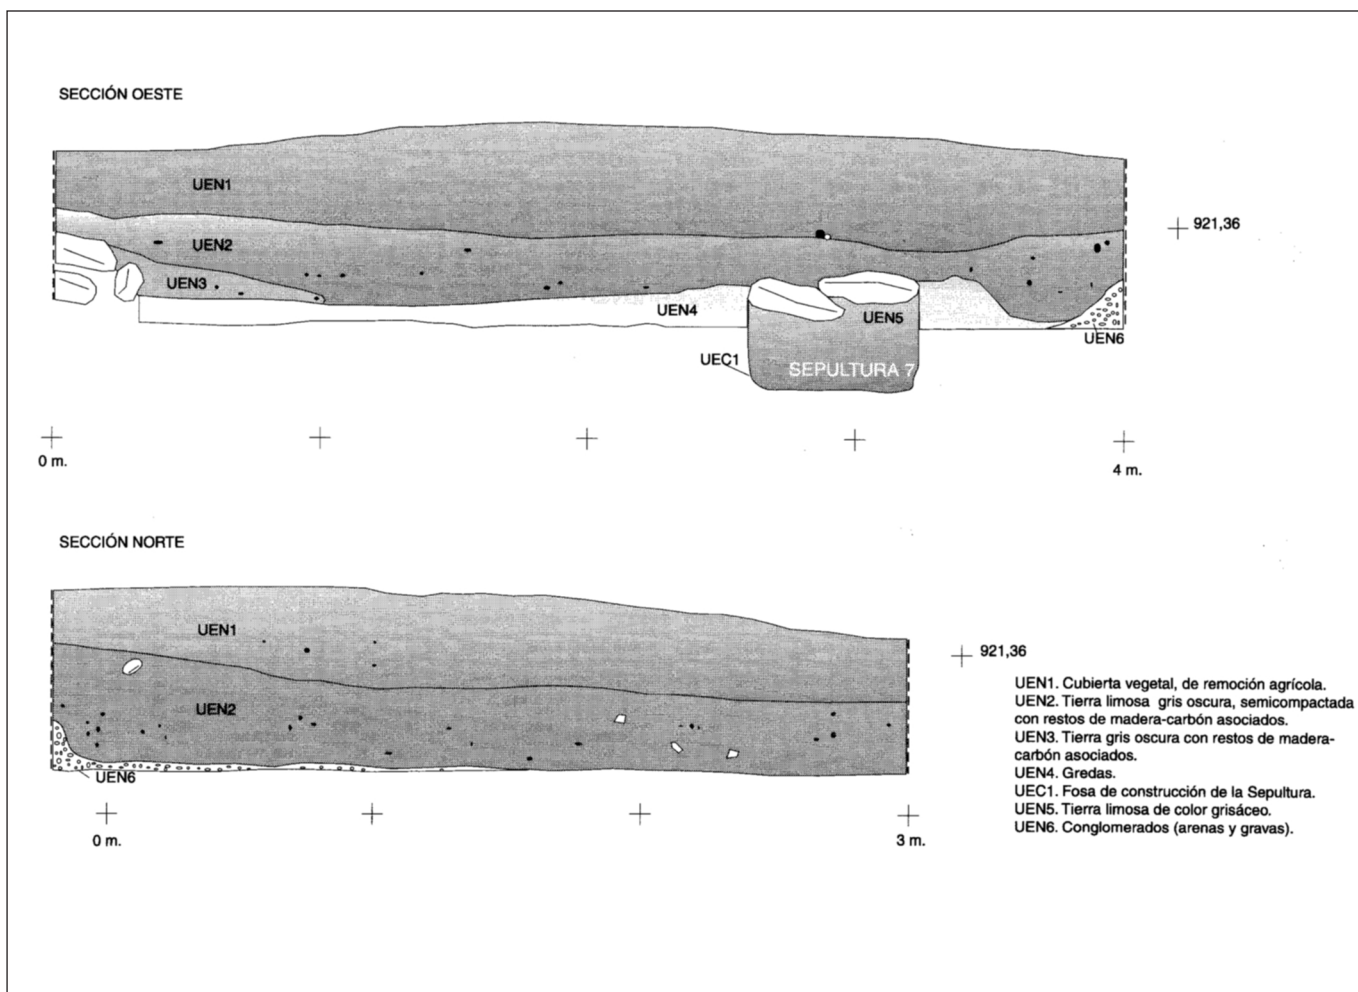 SECCIÓN OESTE
UEN1
921,36
UEN2
UEN3
UEN4
UEN5
UEN6
UEC1
SEPULTURA 7
0 m.
4 m.
SECCIÓN NORTE
UEN1
921,36
UEN2
UEN6
0 m.
3 m.
UEN1. Cubierta vegetal, de remoción agrícola.
UEN2. Tierra limosa gris oscura, semicompactada
con restos de madera-carbón asociados.
UEN3. Tierra gris oscura con restos de madera-
carbón asociados.
UEN4. Gredas.
UEC1. Fosa de construcción de la Sepultura.
UEN5. Tierra limosa de color grisáceo.
UEN6. Conglomerados (arenas y gravas).